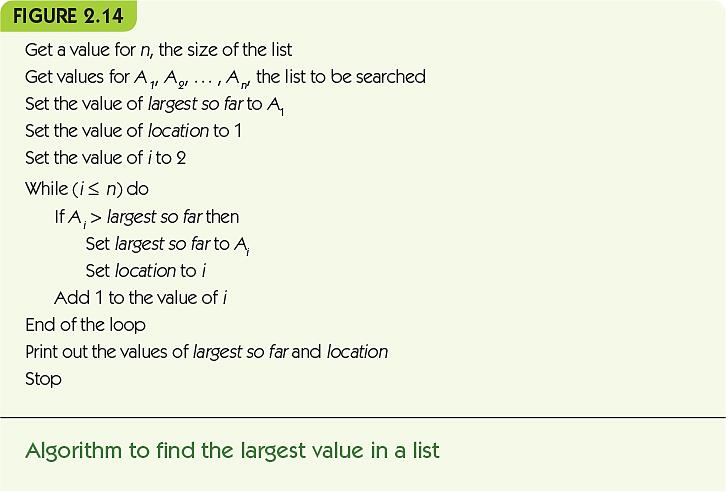 FIGURE 2.14
Get a value for n, the size of the list
Get values for A₁, A₂, . . . , Aₙ, the list to be searched
Set the value of largest so far to A₁
Set the value of location to 1
Set the value of i to 2
While (i ≤ n) do
If Aᵢ > largest so far then
Set largest so far to Aᵢ
Set location to i
Add 1 to the value of i
End of the loop
Print out the values of largest so far and location
Stop
Algorithm to find the largest value in a list